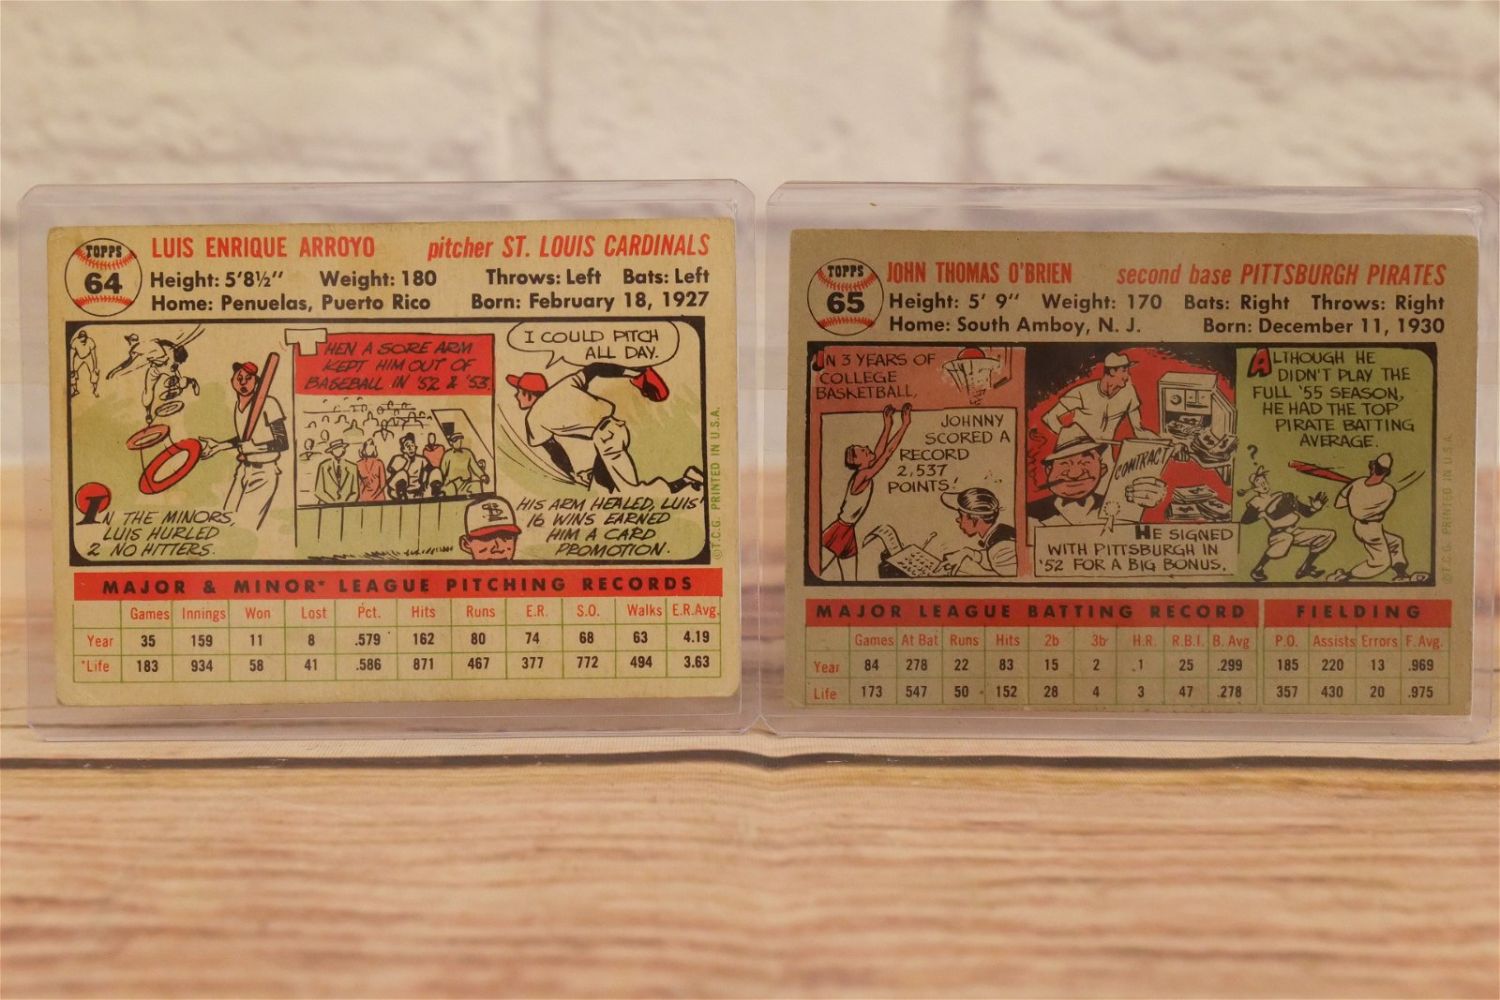 TOPPS
64
LUIS ENRIQUE ARROYO pitcher ST. LOUIS CARDINALS
Height: 5'8½" Weight: 180 Throws: Left Bats: Left
Home: Penuelas, Puerto Rico Born: February 18, 1927
IN THE MINORS,
LUIS HURLED
2 NO HITTERS.
THEN A SORE ARM
KEPT HIM OUT OF
BASEBALL IN '52 & '53.
I COULD PITCH
ALL DAY.
HIS ARM HEALED, LUIS'
16 WINS EARNED
HIM A CARD
PROMOTION.
©T.C.G. PRINTED IN U.S.A.
MAJOR & MINOR* LEAGUE PITCHING RECORDS
Games Innings Won Lost Pct. Hits Runs E.R. S.O. Walks E.R.Avg.
Year 35 159 11 8 .579 162 80 74 68 63 4.19
*Life 183 934 58 41 .586 871 467 377 772 494 3.63
TOPPS
65
JOHN THOMAS O'BRIEN second base PITTSBURGH PIRATES
Height: 5' 9" Weight: 170 Bats: Right Throws: Right
Home: South Amboy, N. J. Born: December 11, 1930
IN 3 YEARS OF
COLLEGE
BASKETBALL,
JOHNNY
SCORED A
RECORD
2,537
POINTS!
CONTRACT
HE SIGNED
WITH PITTSBURGH IN
'52 FOR A BIG BONUS.
ALTHOUGH HE
DIDN'T PLAY THE
FULL '55 SEASON,
HE HAD THE TOP
PIRATE BATTING
AVERAGE.
?
©T.C.G. PRINTED IN U.S.A.
MAJOR LEAGUE BATTING RECORD FIELDING
Games At Bat Runs Hits 2b 3b H.R. R.B.I. B. Avg P.O. Assists Errors F. Avg.
Year 84 278 22 83 15 2 1 25 .299 185 220 13 .969
Life 173 547 50 152 28 4 3 47 .278 357 430 20 .975